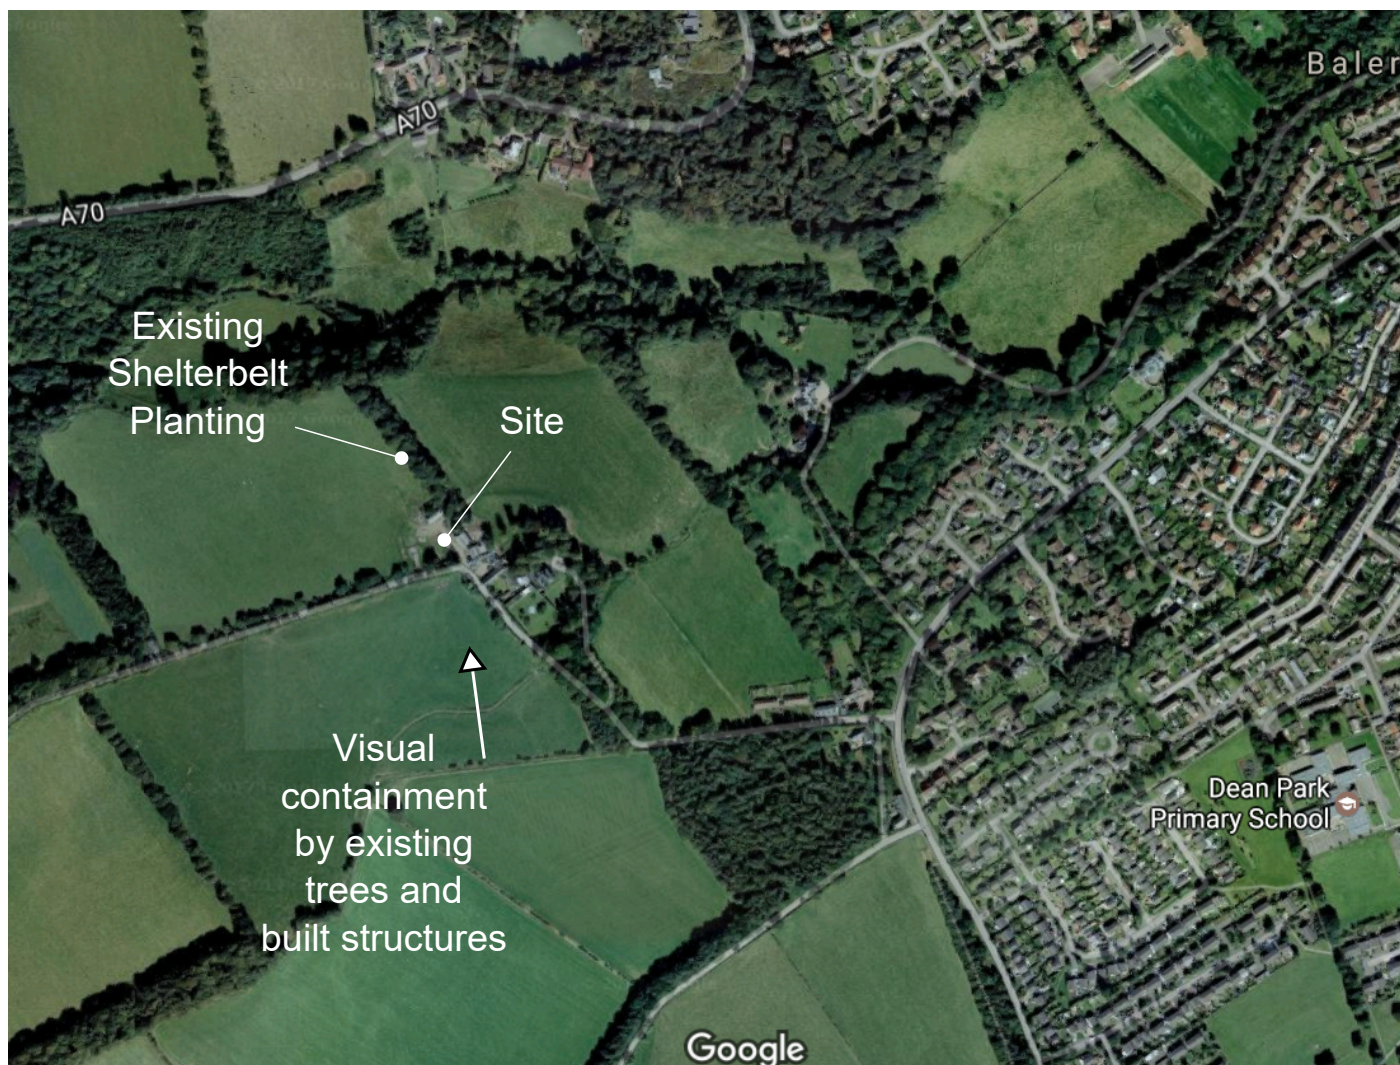 Baler
A70
A70
Existing
Shelterbelt
Planting
Site
Visual
containment
by existing
trees and
built structures
Dean Park
Primary School
Google